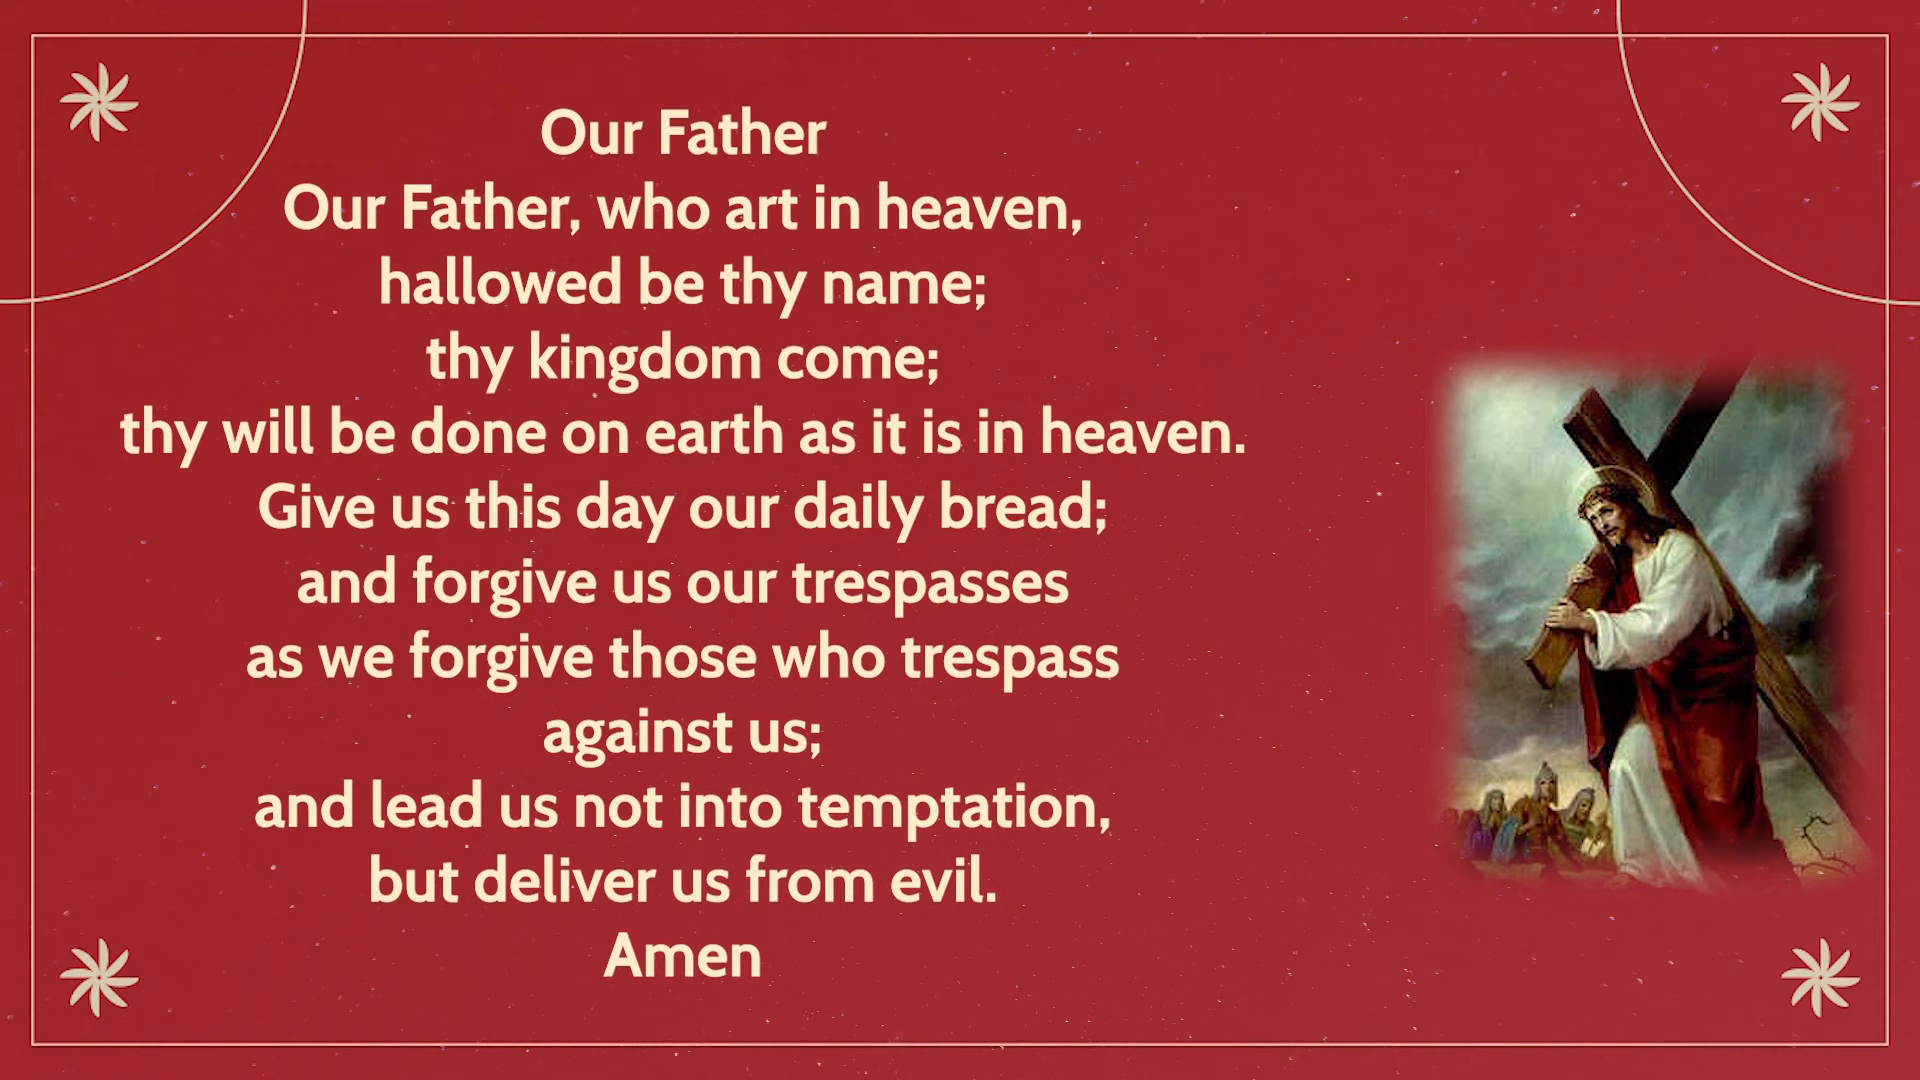 Our Father
Our Father, who art in heaven,
hallowed be thy name;
thy kingdom come;
thy will be done on earth as it is in heaven.
Give us this day our daily bread;
and forgive us our trespasses
as we forgive those who trespass
against us;
and lead us not into temptation,
but deliver us from evil.
Amen